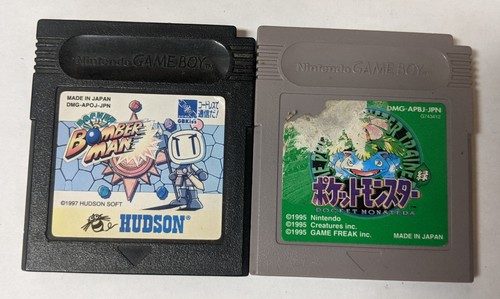 Nintendo GAME BOY
MADE IN JAPAN
DMG-APOJ-JPN
POCKET
BOMBER
MAN
コードレスで
通信だ!
GB KISS
©1997 HUDSON SOFT
HUDSON
Nintendo GAME BOY
DMG-APBJ-JPN
緑
ポケットモンスター
©1995 Nintendo
©1995 Creatures inc.
©1995 GAME FREAK inc.
MADE IN JAPAN